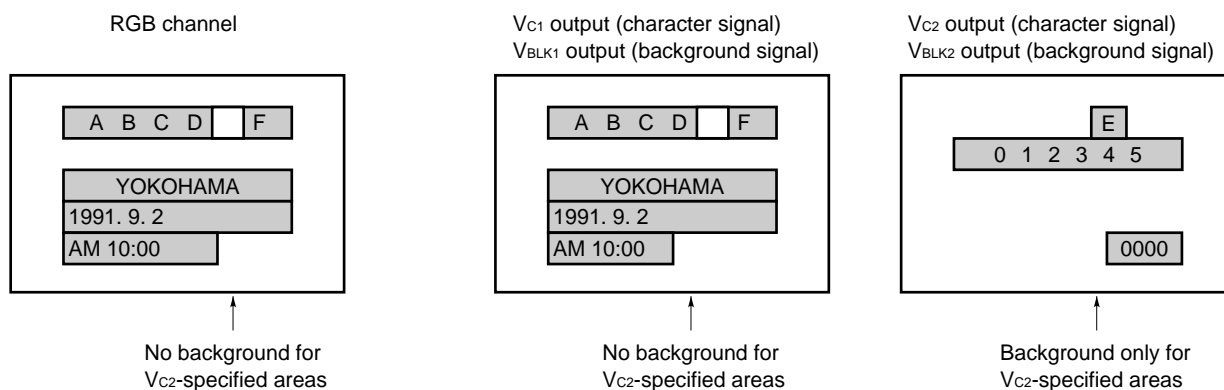 RGB channel
VC1 output (character signal)
VBLK1 output (background signal)
VC2 output (character signal)
VBLK2 output (background signal)
A B C D F
YOKOHAMA
1991. 9. 2
AM 10:00
A B C D F
YOKOHAMA
1991. 9. 2
AM 10:00
E
0 1 2 3 4 5
0000
No background for
VC2-specified areas
No background for
VC2-specified areas
Background only for
VC2-specified areas